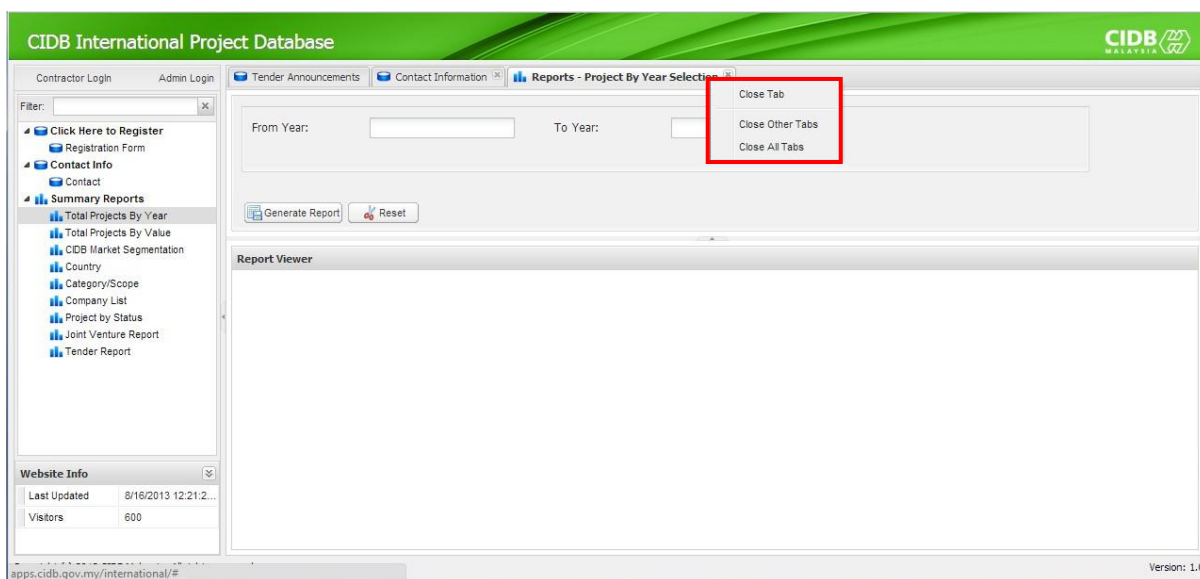 CIDB International Project Database
CIDB
MALAYSIA
Contractor Login Admin Login
Tender Announcements Contact Information Reports - Project By Year Selection
Close Tab
Close Other Tabs
Close All Tabs
Filter:
Click Here to Register
Registration Form
Contact Info
Contact
Summary Reports
Total Projects By Year
Total Projects By Value
CIDB Market Segmentation
Country
Category/Scope
Company List
Project by Status
Joint Venture Report
Tender Report
From Year: To Year:
Generate Report Reset
Report Viewer
Website Info
Last Updated 8/16/2013 12:21:2...
Visitors 600
apps.cidb.gov.my/international/#
Version: 1.